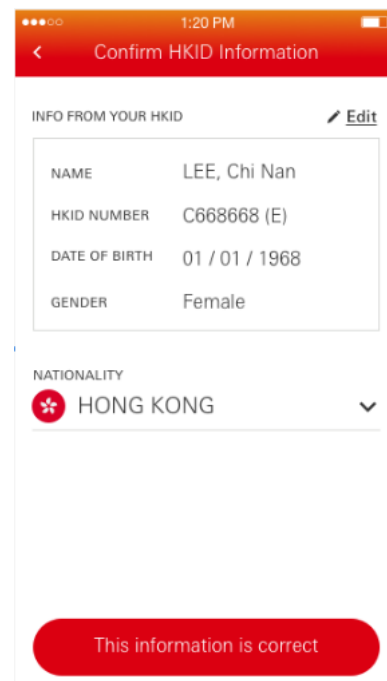 1:20 PM
Confirm HKID Information
INFO FROM YOUR HKID Edit
NAME LEE, Chi Nan
HKID NUMBER C668668 (E)
DATE OF BIRTH 01 / 01 / 1968
GENDER Female
NATIONALITY
HONG KONG
This information is correct